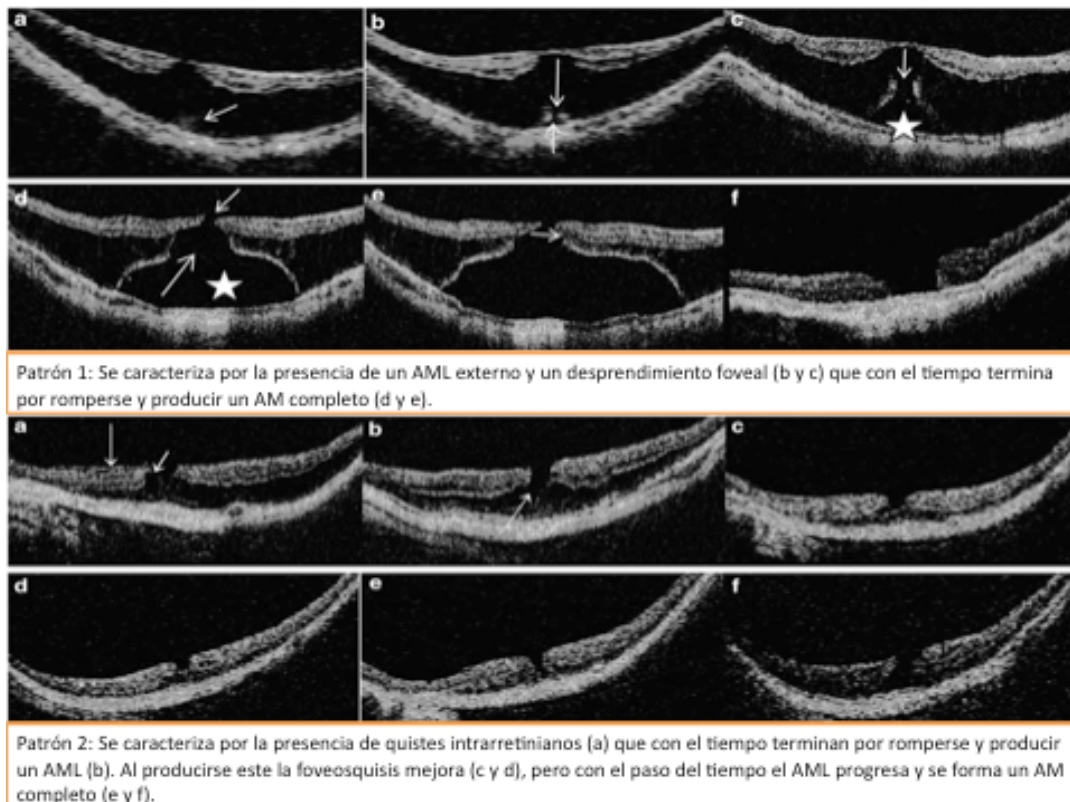 a b c
d e f
Patrón 1: Se caracteriza por la presencia de un AML externo y un desprendimiento foveal (b y c) que con el tiempo termina
por romperse y producir un AM completo (d y e).
a b c
d e f
Patrón 2: Se caracteriza por la presencia de quistes intrarretinianos (a) que con el tiempo terminan por romperse y producir
un AML (b). Al producirse este la foveosquisis mejora (c y d), pero con el paso del tiempo el AML progresa y se forma un AM
completo (e y f).